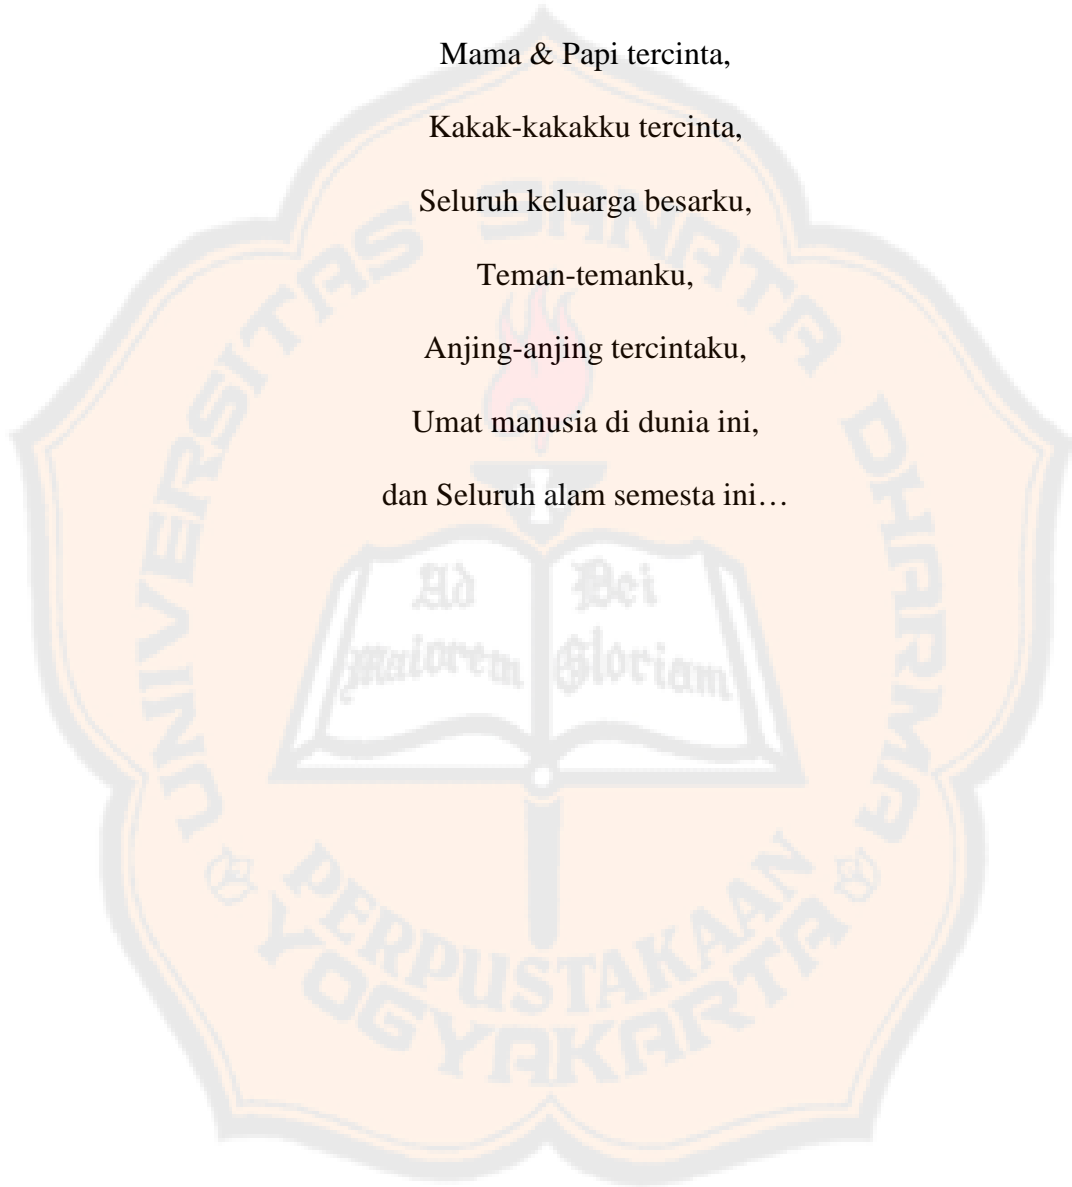 Mama & Papi tercinta,
Kakak-kakakku tercinta,
Seluruh keluarga besarku,
Teman-temanku,
Anjing-anjing tercintaku,
Umat manusia di dunia ini,
dan Seluruh alam semesta ini…
UNIVERSITAS SANATA DHARMA
Ad Dei
Maiorem Gloriam
PERPUSTAKAAN
YOGYAKARTA